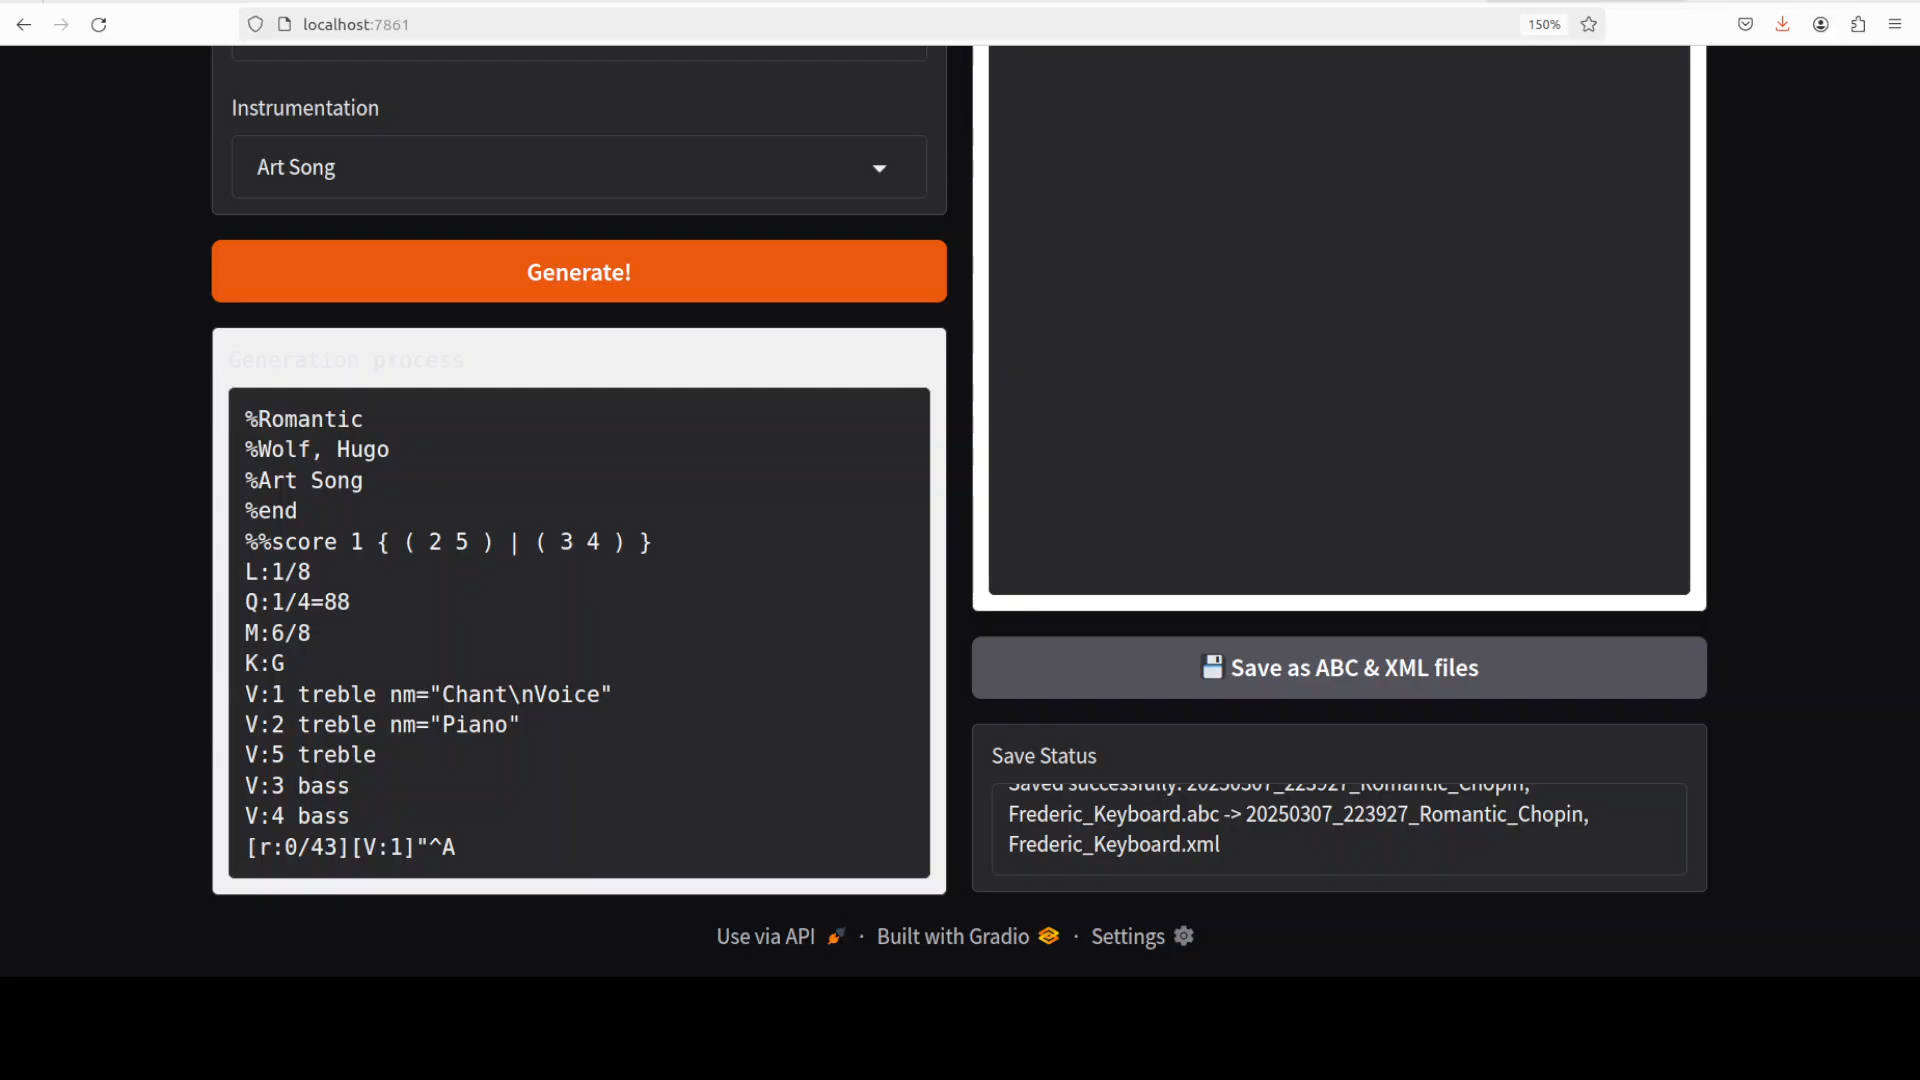 localhost:7861
150%
Instrumentation
Art Song
Generate!
Generation process
%Romantic
%Wolf, Hugo
%Art Song
%end
%%score 1 { ( 2 5 ) | ( 3 4 ) }
L:1/8
Q:1/4=88
M:6/8
K:G
V:1 treble nm="Chant\nVoice"
V:2 treble nm="Piano"
V:5 treble
V:3 bass
V:4 bass
[r:0/43][V:1]"^A
💾 Save as ABC & XML files
Save Status
Saved successfully: 20250307_223927_Romantic_Chopin,
Frederic_Keyboard.abc -> 20250307_223927_Romantic_Chopin,
Frederic_Keyboard.xml
Use via API · Built with Gradio · Settings